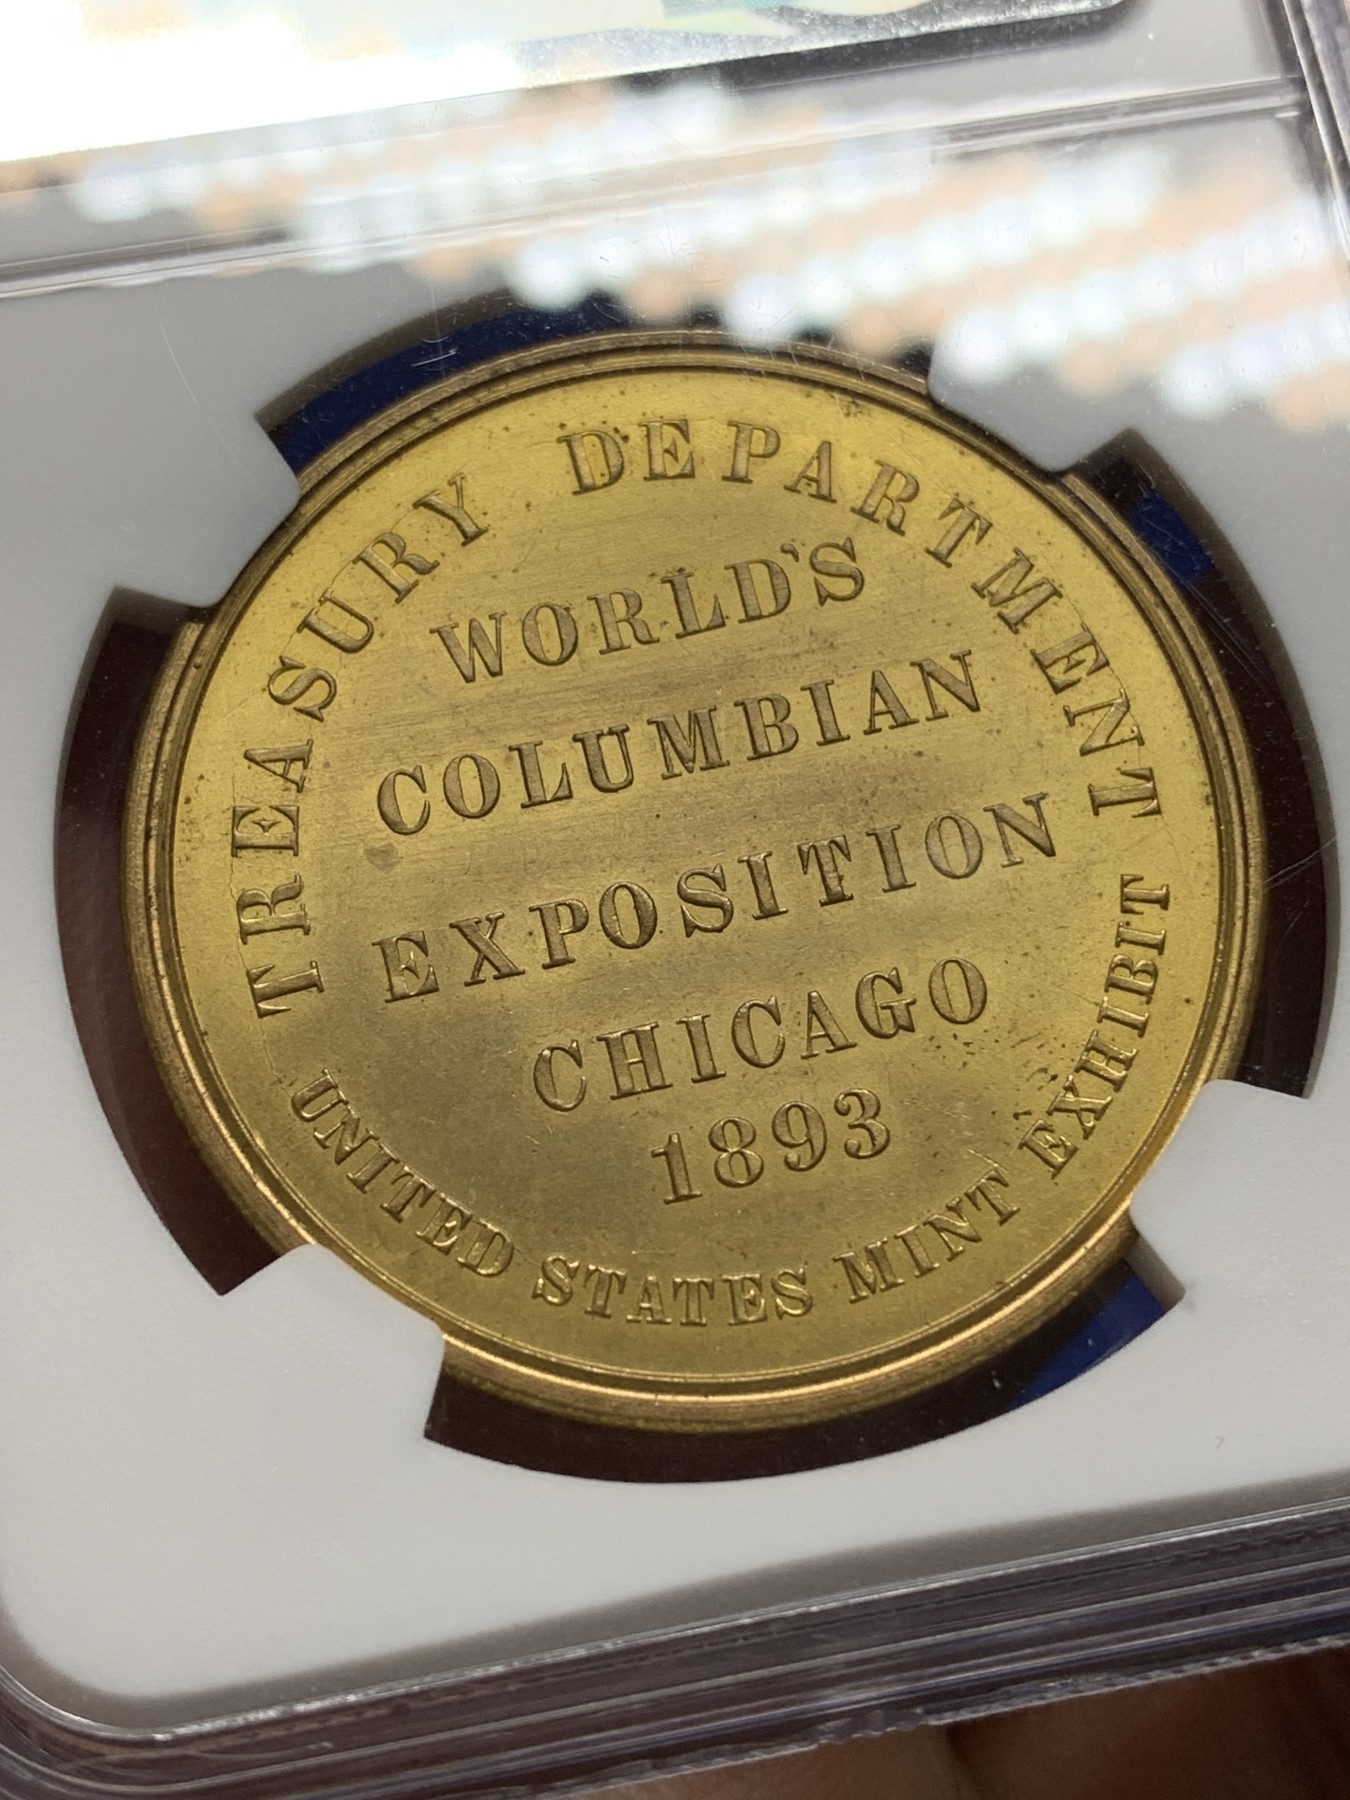 TREASURY DEPARTMENT
WORLD'S
COLUMBIAN
EXPOSITION
CHICAGO
1893
UNITED STATES MINT EXHIBIT